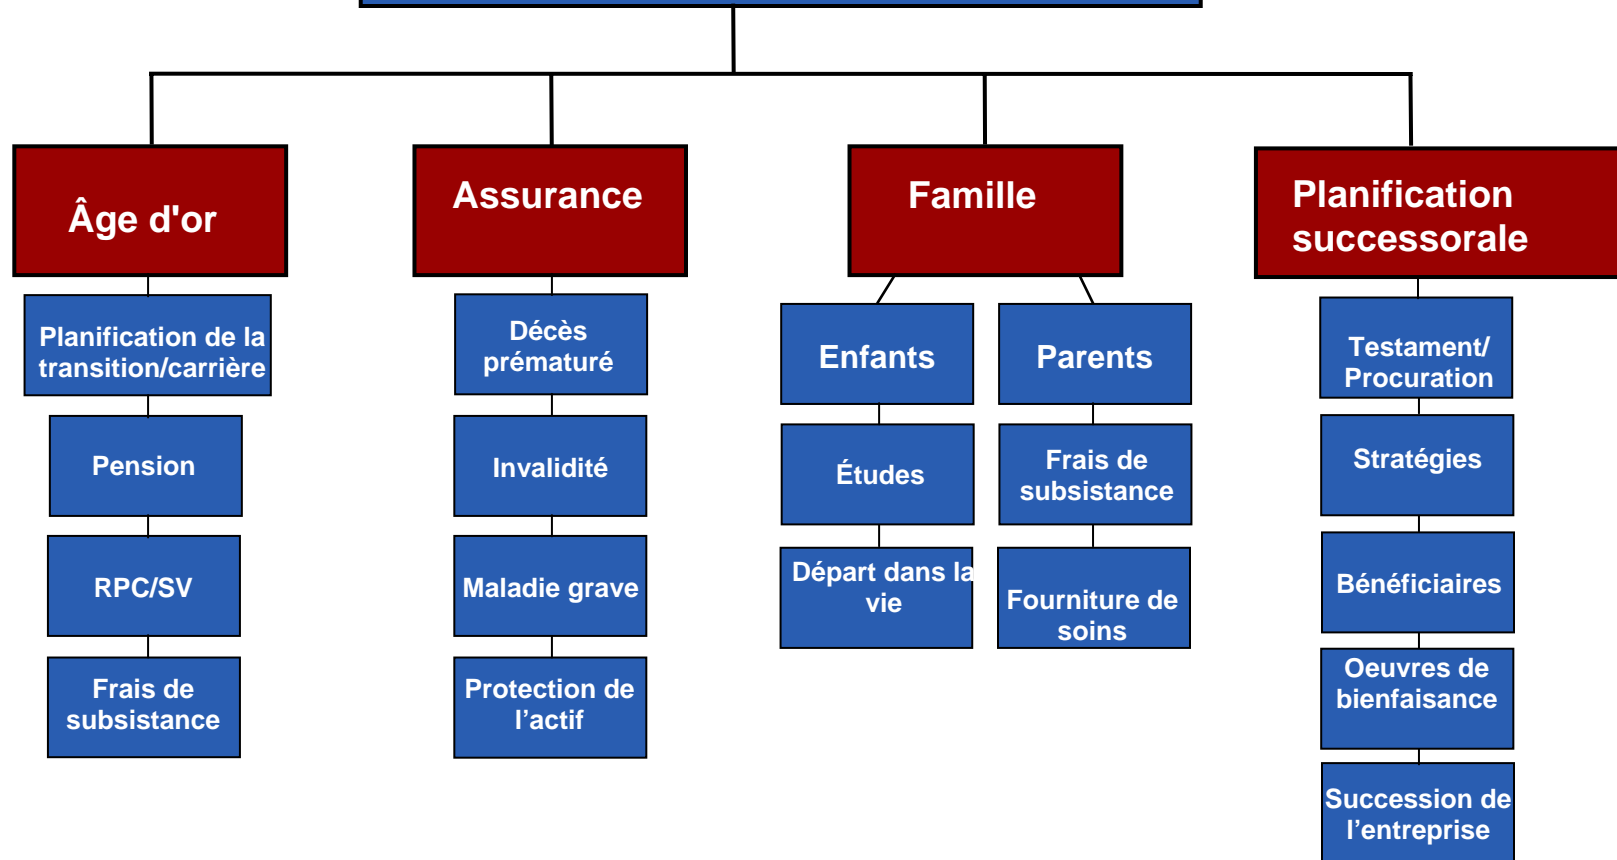 Âge d'or
Assurance
Famille
Planification
successorale
Planification de la
transition/carrière
Pension
RPC/SV
Frais de
subsistance
Décès
prématuré
Invalidité
Maladie grave
Protection de
l’actif
Enfants
Études
Départ dans la
vie
Parents
Frais de
subsistance
Fourniture de
soins
Testament/
Procuration
Stratégies
Bénéficiaires
Oeuvres de
bienfaisance
Succession de
l’entreprise